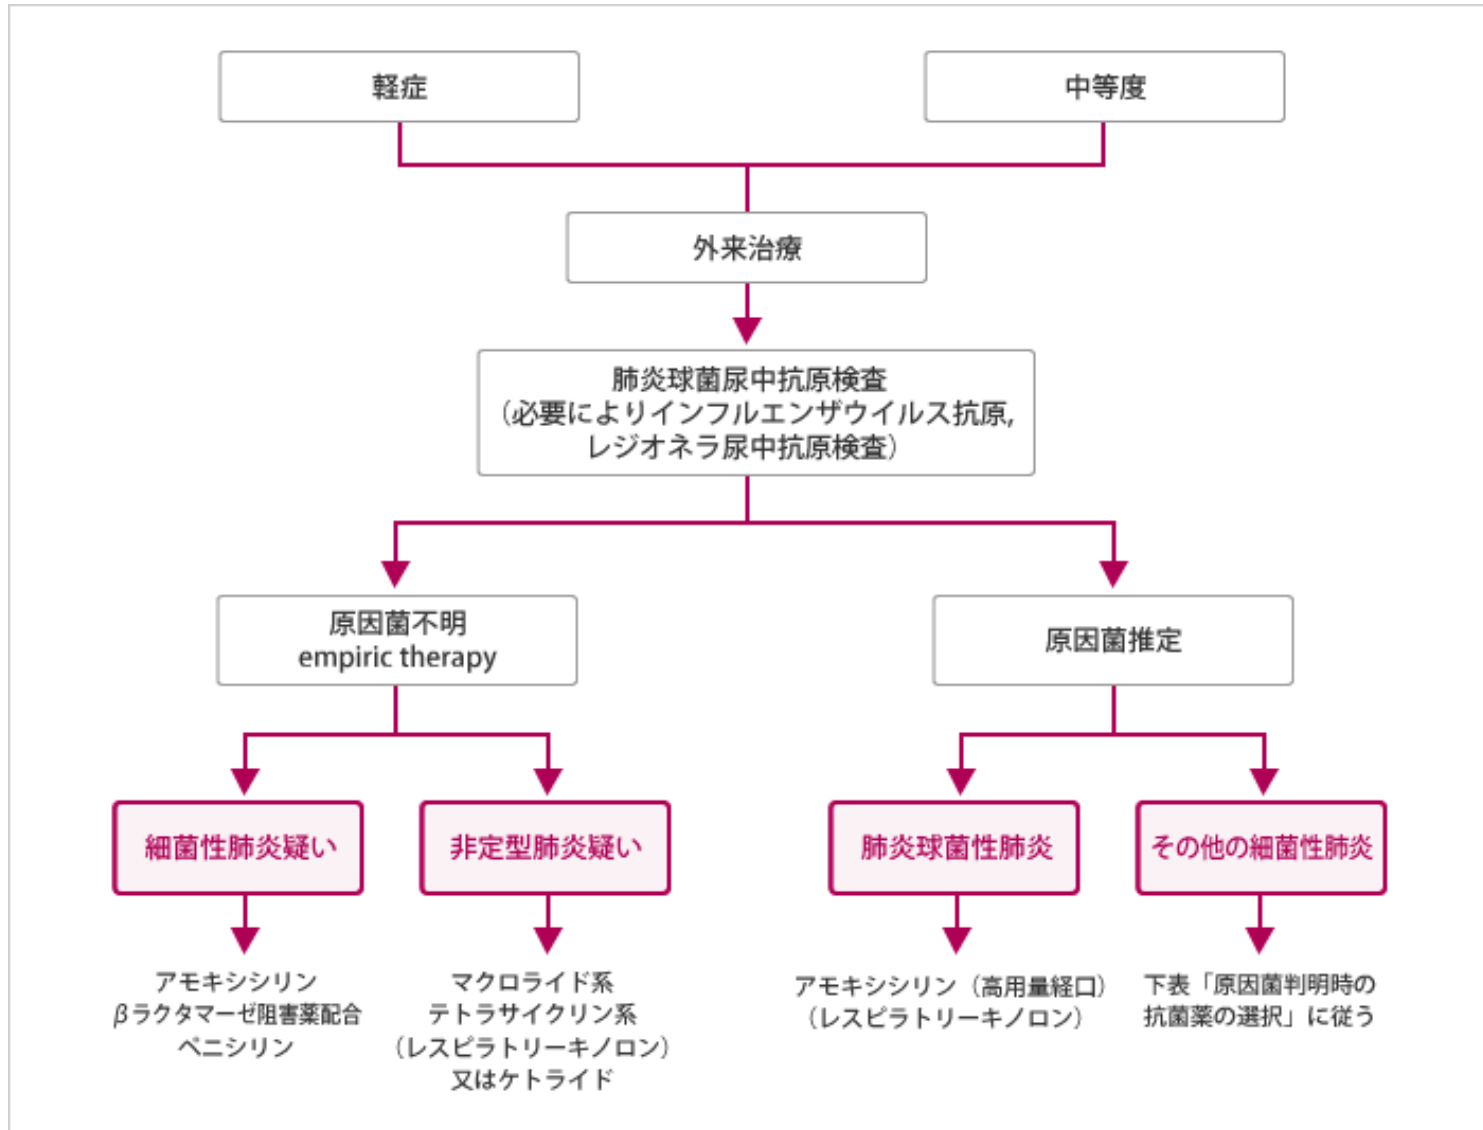 軽症
中等度
外来治療
肺炎球菌尿中抗原検査
（必要によりインフルエンザウイルス抗原,
レジオネラ尿中抗原検査）
原因菌不明
empiric therapy
原因菌推定
細菌性肺炎疑い
非定型肺炎疑い
肺炎球菌性肺炎
その他の細菌性肺炎
アモキシシリン
βラクタマーゼ阻害薬配合
ペニシリン
マクロライド系
テトラサイクリン系
（レスピラトリーキノロン）
又はケトライド
アモキシシリン（高用量経口）
（レスピラトリーキノロン）
下表「原因菌判明時の
抗菌薬の選択」に従う